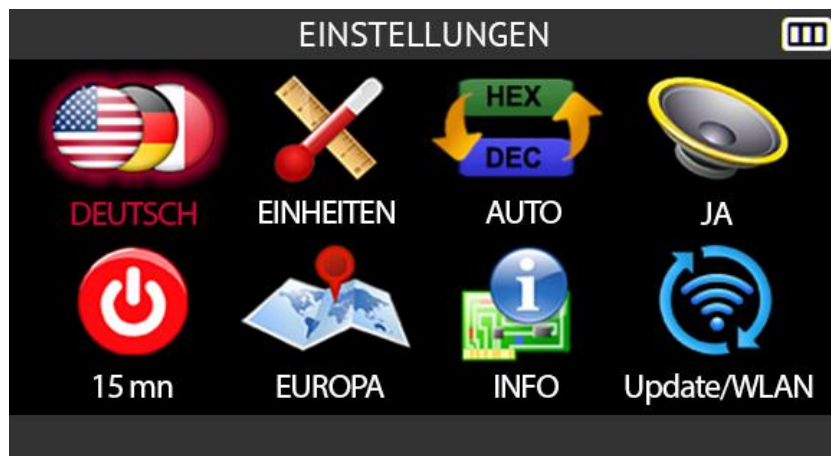 EINSTELLUNGEN
HEX
DEC
DEUTSCH EINHEITEN AUTO JA
15 mn EUROPA INFO Update/WLAN